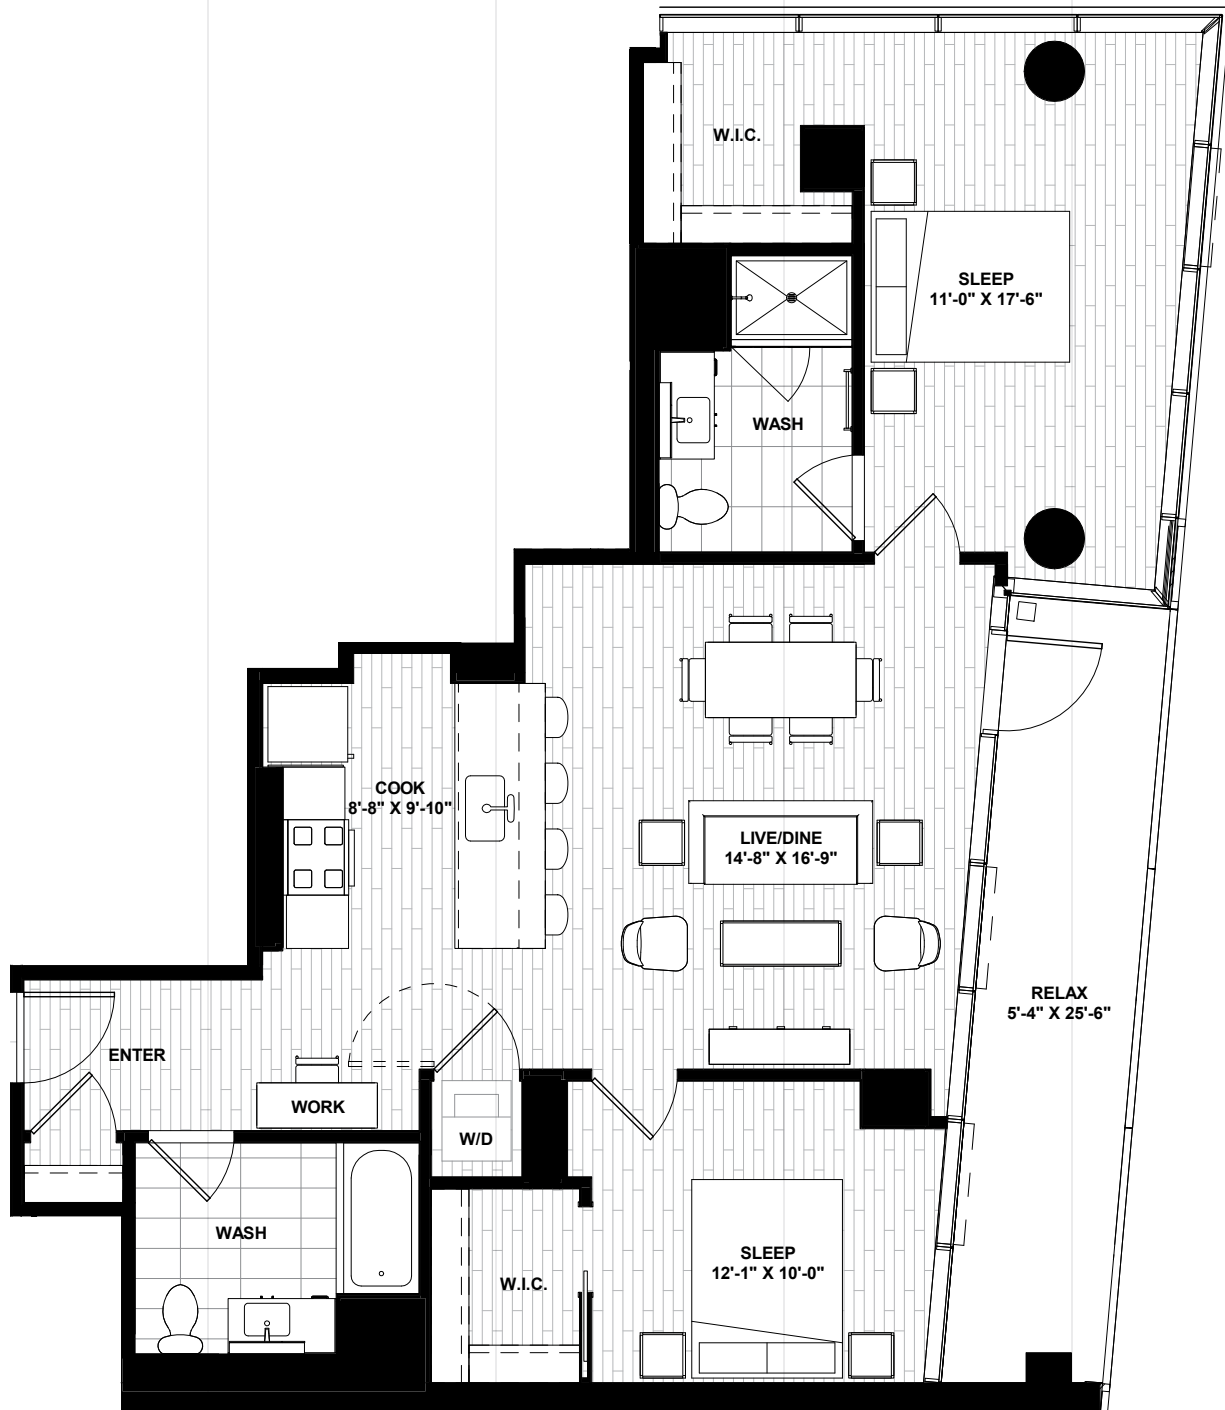 W.I.C.
SLEEP
11'-0" X 17'-6"
WASH
COOK
8'-8" X 9'-10"
LIVE/DINE
14'-8" X 16'-9"
RELAX
5'-4" X 25'-6"
ENTER
WORK
W/D
WASH
W.I.C.
SLEEP
12'-1" X 10'-0"